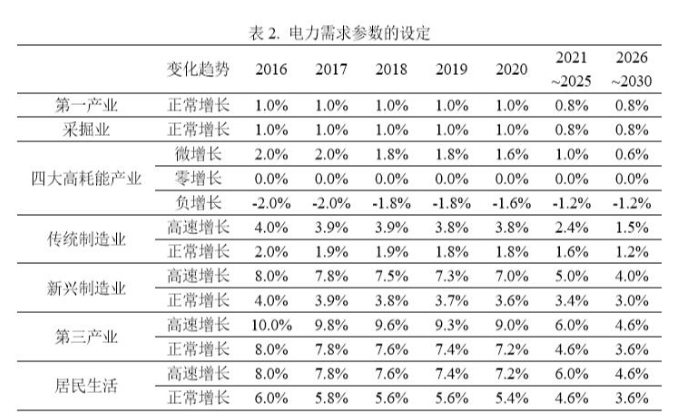 表 2. 电力需求参数的设定
变化趋势 2016 2017 2018 2019 2020 2021~2025 2026~2030
第一产业 正常增长 1.0% 1.0% 1.0% 1.0% 1.0% 0.8% 0.8%
采掘业 正常增长 1.0% 1.0% 1.0% 1.0% 1.0% 0.8% 0.8%
四大高耗能产业 微增长 2.0% 2.0% 1.8% 1.8% 1.6% 1.0% 0.6%
零增长 0.0% 0.0% 0.0% 0.0% 0.0% 0.0% 0.0%
负增长 -2.0% -2.0% -1.8% -1.8% -1.6% -1.2% -1.2%
传统制造业 高速增长 4.0% 3.9% 3.9% 3.8% 3.8% 2.4% 1.5%
正常增长 2.0% 1.9% 1.9% 1.8% 1.8% 1.6% 1.2%
新兴制造业 高速增长 8.0% 7.8% 7.5% 7.3% 7.0% 5.0% 4.0%
正常增长 4.0% 3.9% 3.8% 3.7% 3.6% 3.4% 3.0%
第三产业 高速增长 10.0% 9.8% 9.6% 9.3% 9.0% 6.0% 4.6%
正常增长 8.0% 7.8% 7.6% 7.4% 7.2% 4.6% 3.6%
居民生活 高速增长 8.0% 7.8% 7.6% 7.4% 7.2% 6.0% 4.6%
正常增长 6.0% 5.8% 5.6% 5.6% 5.4% 4.6% 3.6%